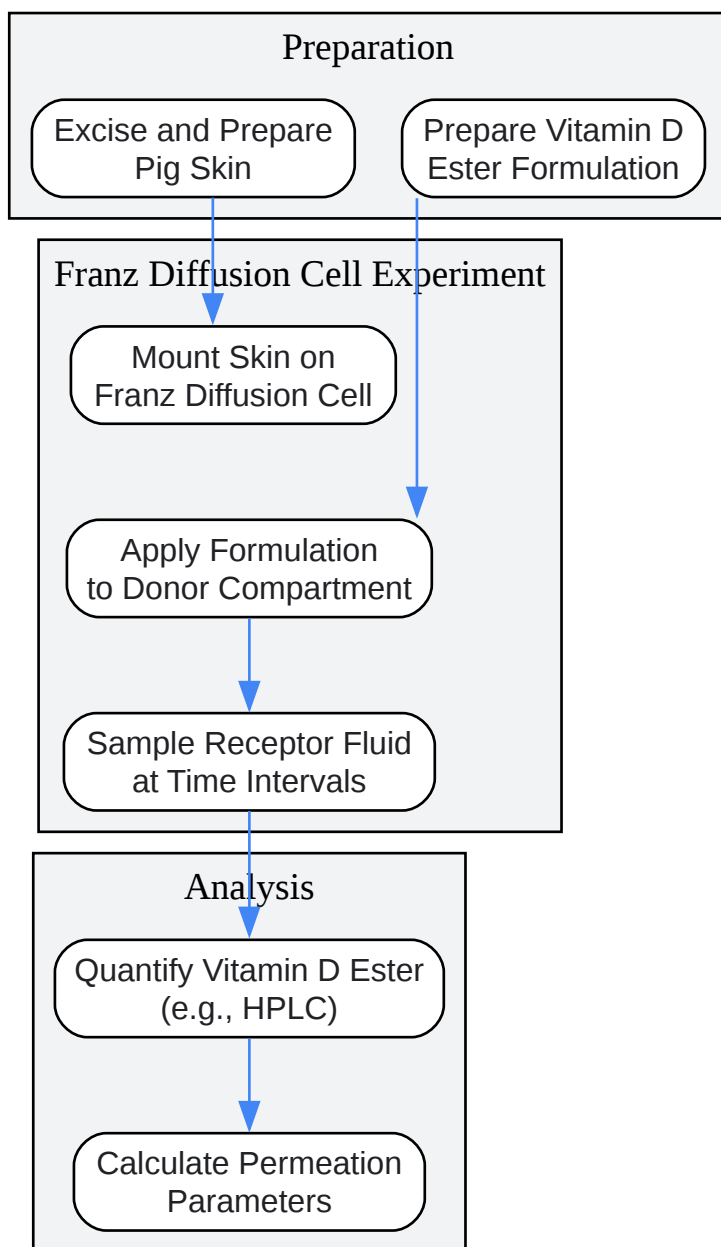 Preparation
Excise and Prepare
Pig Skin
Prepare Vitamin D
Ester Formulation
Franz Diffusion Cell Experiment
Mount Skin on
Franz Diffusion Cell
Apply Formulation
to Donor Compartment
Sample Receptor Fluid
at Time Intervals
Analysis
Quantify Vitamin D Ester
(e.g., HPLC)
Calculate Permeation
Parameters